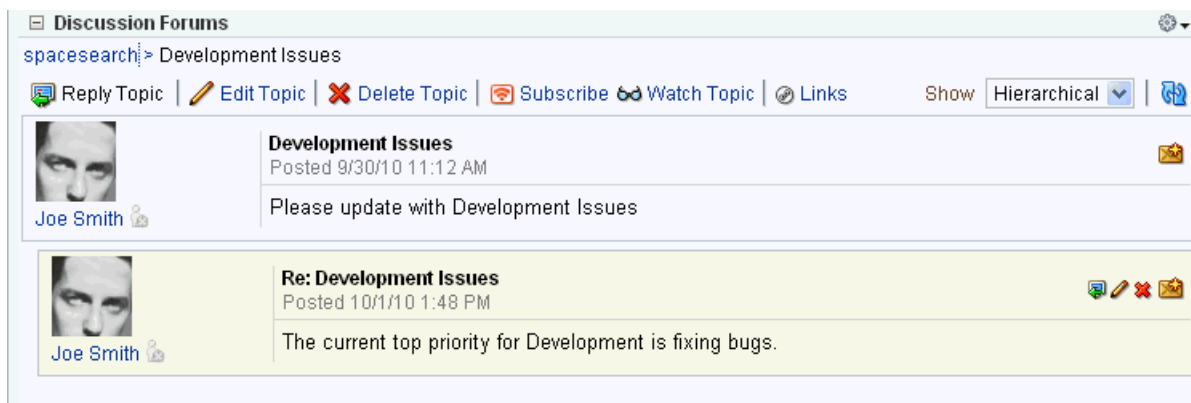 Discussion Forums
spacesearch > Development Issues
Reply Topic | Edit Topic | Delete Topic | Subscribe Watch Topic | Links Show Hierarchical
Development Issues
Posted 9/30/10 11:12 AM
Please update with Development Issues
Joe Smith
Re: Development Issues
Posted 10/1/10 1:48 PM
The current top priority for Development is fixing bugs.
Joe Smith